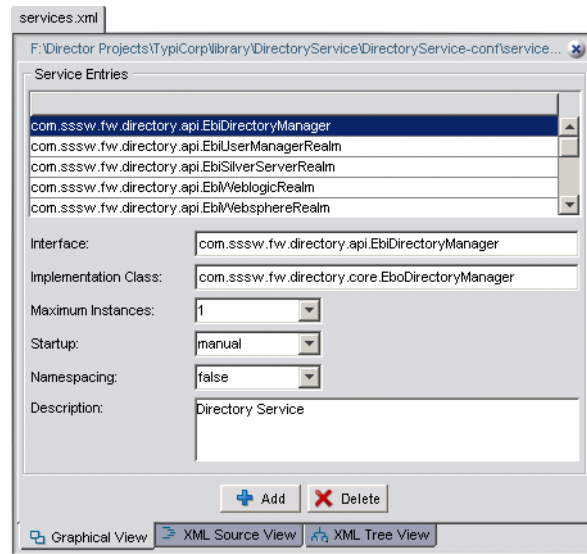 services.xml
F:\Director Projects\TypiCorp\library\DirectoryService\DirectoryService-conf\service...
Service Entries
com.sssw.fw.directory.api.EbiDirectoryManager
com.sssw.fw.directory.api.EbiUserManagerRealm
com.sssw.fw.directory.api.EbiSilverServerRealm
com.sssw.fw.directory.api.EbiWeblogicRealm
com.sssw.fw.directory.api.EbiWebsphereRealm
Interface: com.sssw.fw.directory.api.EbiDirectoryManager
Implementation Class: com.sssw.fw.directory.core.EboDirectoryManager
Maximum Instances: 1
Startup: manual
Namespacing: false
Description: Directory Service
Add Delete
Graphical View XML Source View XML Tree View